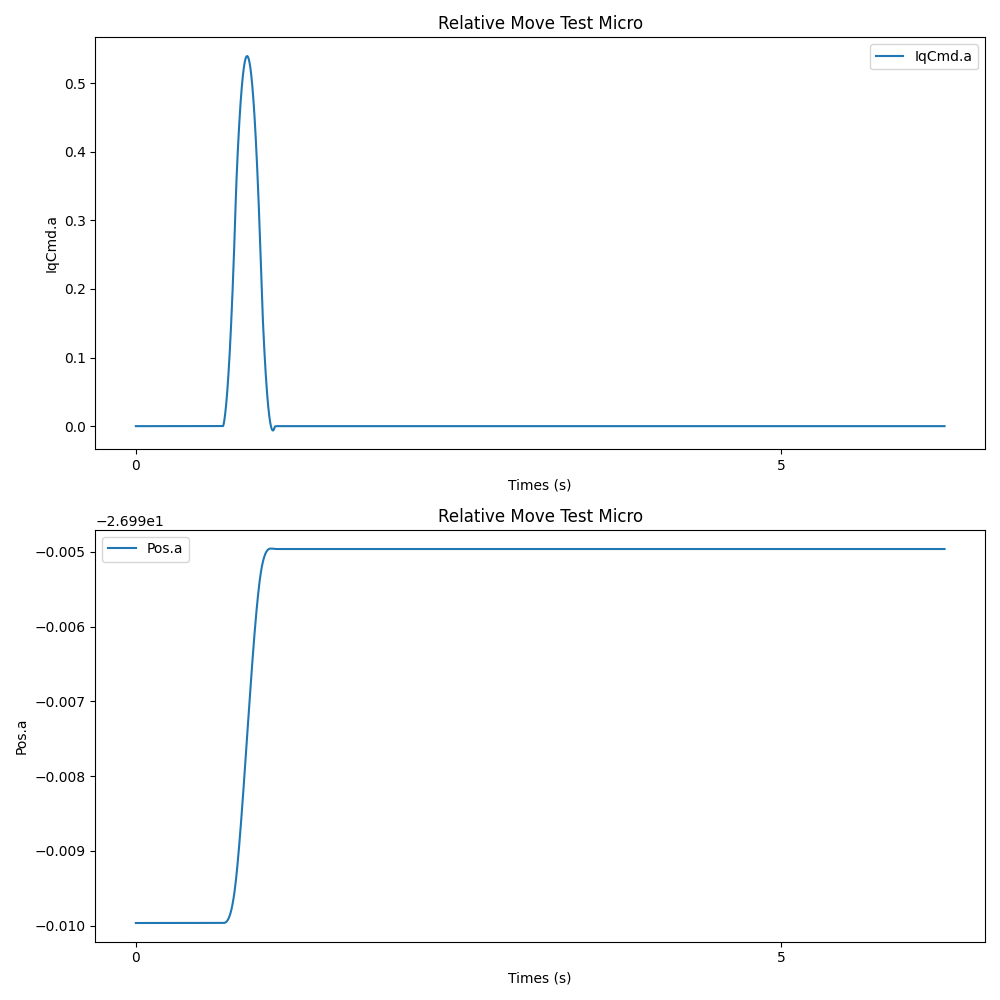 Relative Move Test Micro
IqCmd.a
0.5
0.4
0.3
0.2
0.1
0.0
IqCmd.a
0
5
Times (s)
−2.699e1
Relative Move Test Micro
Pos.a
−0.005
−0.006
−0.007
−0.008
−0.009
−0.010
Pos.a
0
5
Times (s)